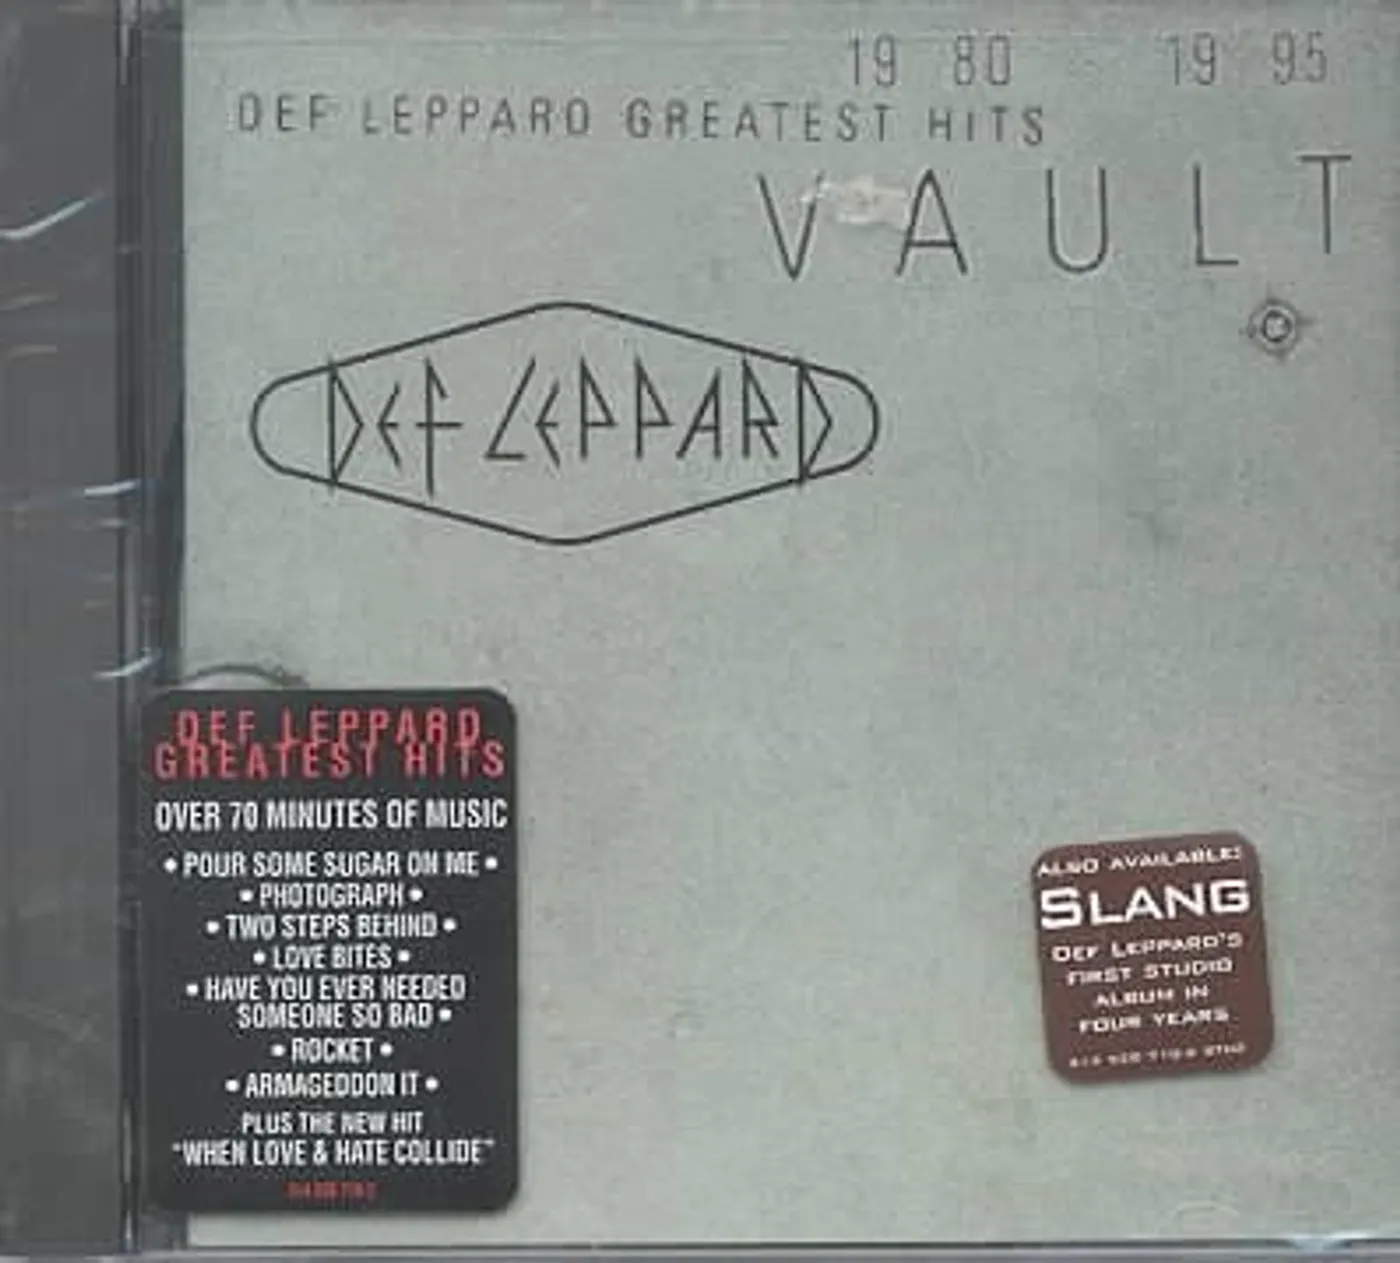 19 80 19 95
DEF LEPPARD GREATEST HITS
VAULT
DEF LEPPARD
DEF LEPPARD
GREATEST HITS
OVER 70 MINUTES OF MUSIC
• POUR SOME SUGAR ON ME •
• PHOTOGRAPH •
• TWO STEPS BEHIND •
• LOVE BITES •
• HAVE YOU EVER NEEDED
SOMEONE SO BAD •
• ROCKET •
• ARMAGEDDON IT •
PLUS THE NEW HIT
"WHEN LOVE & HATE COLLIDE"
ALSO AVAILABLE:
SLANG
DEF LEPPARD'S
FIRST STUDIO
ALBUM IN
FOUR YEARS